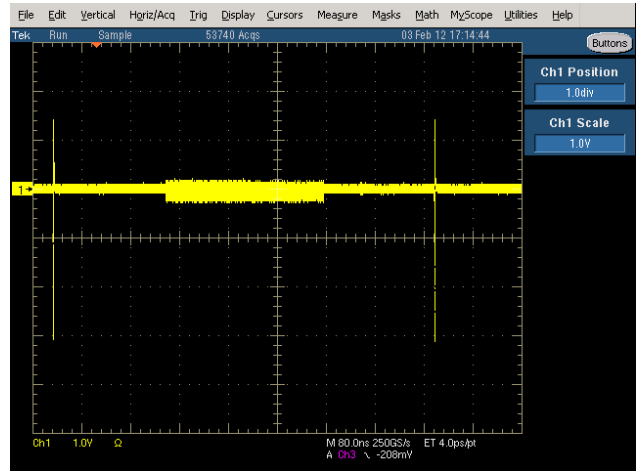 File Edit Vertical Horiz/Acq Trig Display Cursors Measure Masks Math MyScope Utilities Help
Tek Run Sample 53740 Acqs 03 Feb 12 17:14:44 Buttons
Ch1 Position
1.0div
Ch1 Scale
1.0V
1
Ch1 1.0V Ω M 80.0ns 250GS/s ET 4.0ps/pt
A Ch3 \ -208mV